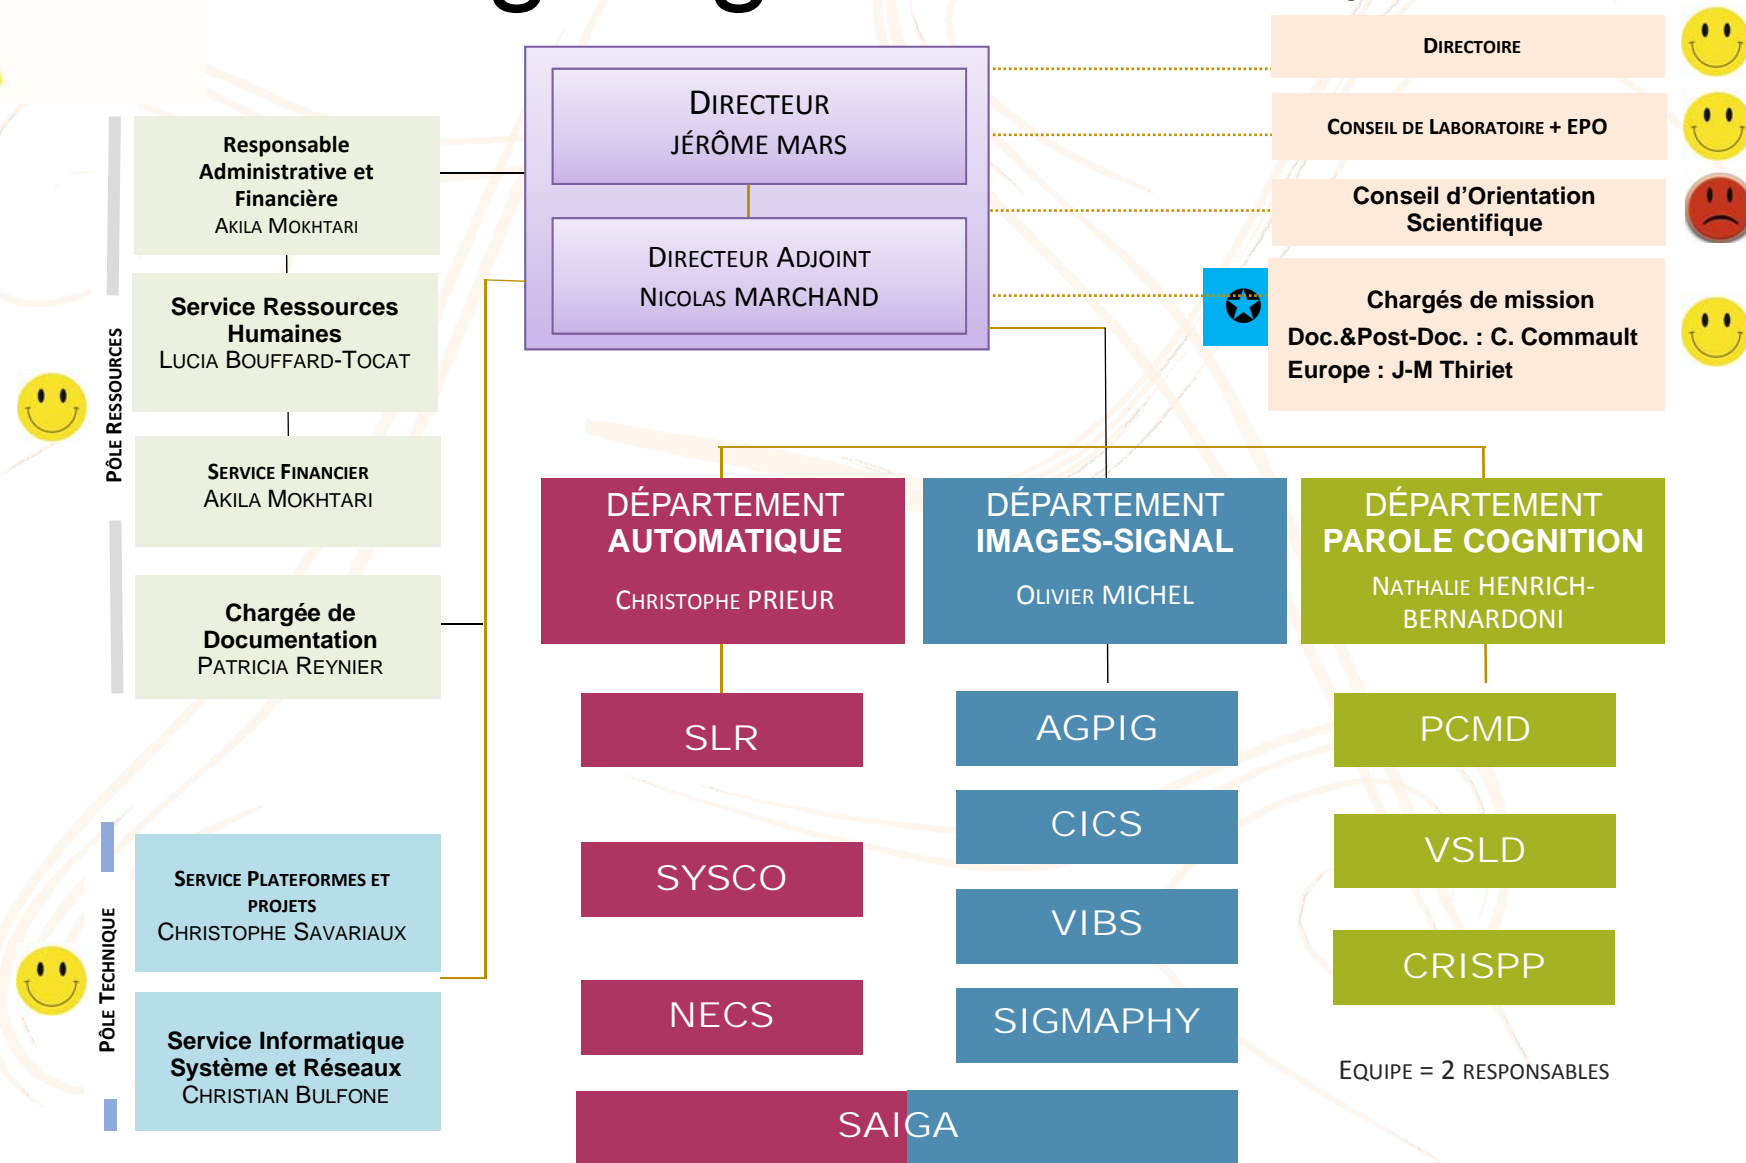 DIRECTEUR
JÉRÔME MARS
DIRECTEUR ADJOINT
NICOLAS MARCHAND
DIRECTOIRE
CONSEIL DE LABORATOIRE + EPO
Conseil d'Orientation
Scientifique
Chargés de mission
Doc.&Post-Doc. : C. Commault
Europe : J-M Thiriet
PÔLE RESSOURCES
Responsable
Administrative et
Financière
AKILA MOKHTARI
Service Ressources
Humaines
LUCIA BOUFFARD-TOCAT
SERVICE FINANCIER
AKILA MOKHTARI
Chargée de
Documentation
PATRICIA REYNIER
PÔLE TECHNIQUE
SERVICE PLATEFORMES ET
PROJETS
CHRISTOPHE SAVARIAUX
Service Informatique
Système et Réseaux
CHRISTIAN BULFONE
DÉPARTEMENT
AUTOMATIQUE
CHRISTOPHE PRIEUR
SLR
SYSCO
NECS
DÉPARTEMENT
IMAGES-SIGNAL
OLIVIER MICHEL
AGPIG
CICS
VIBS
SIGMAPHY
SAIGA
DÉPARTEMENT
PAROLE COGNITION
NATHALIE HENRICH-
BERNARDONI
PCMD
VSLD
CRISPP
EQUIPE = 2 RESPONSABLES